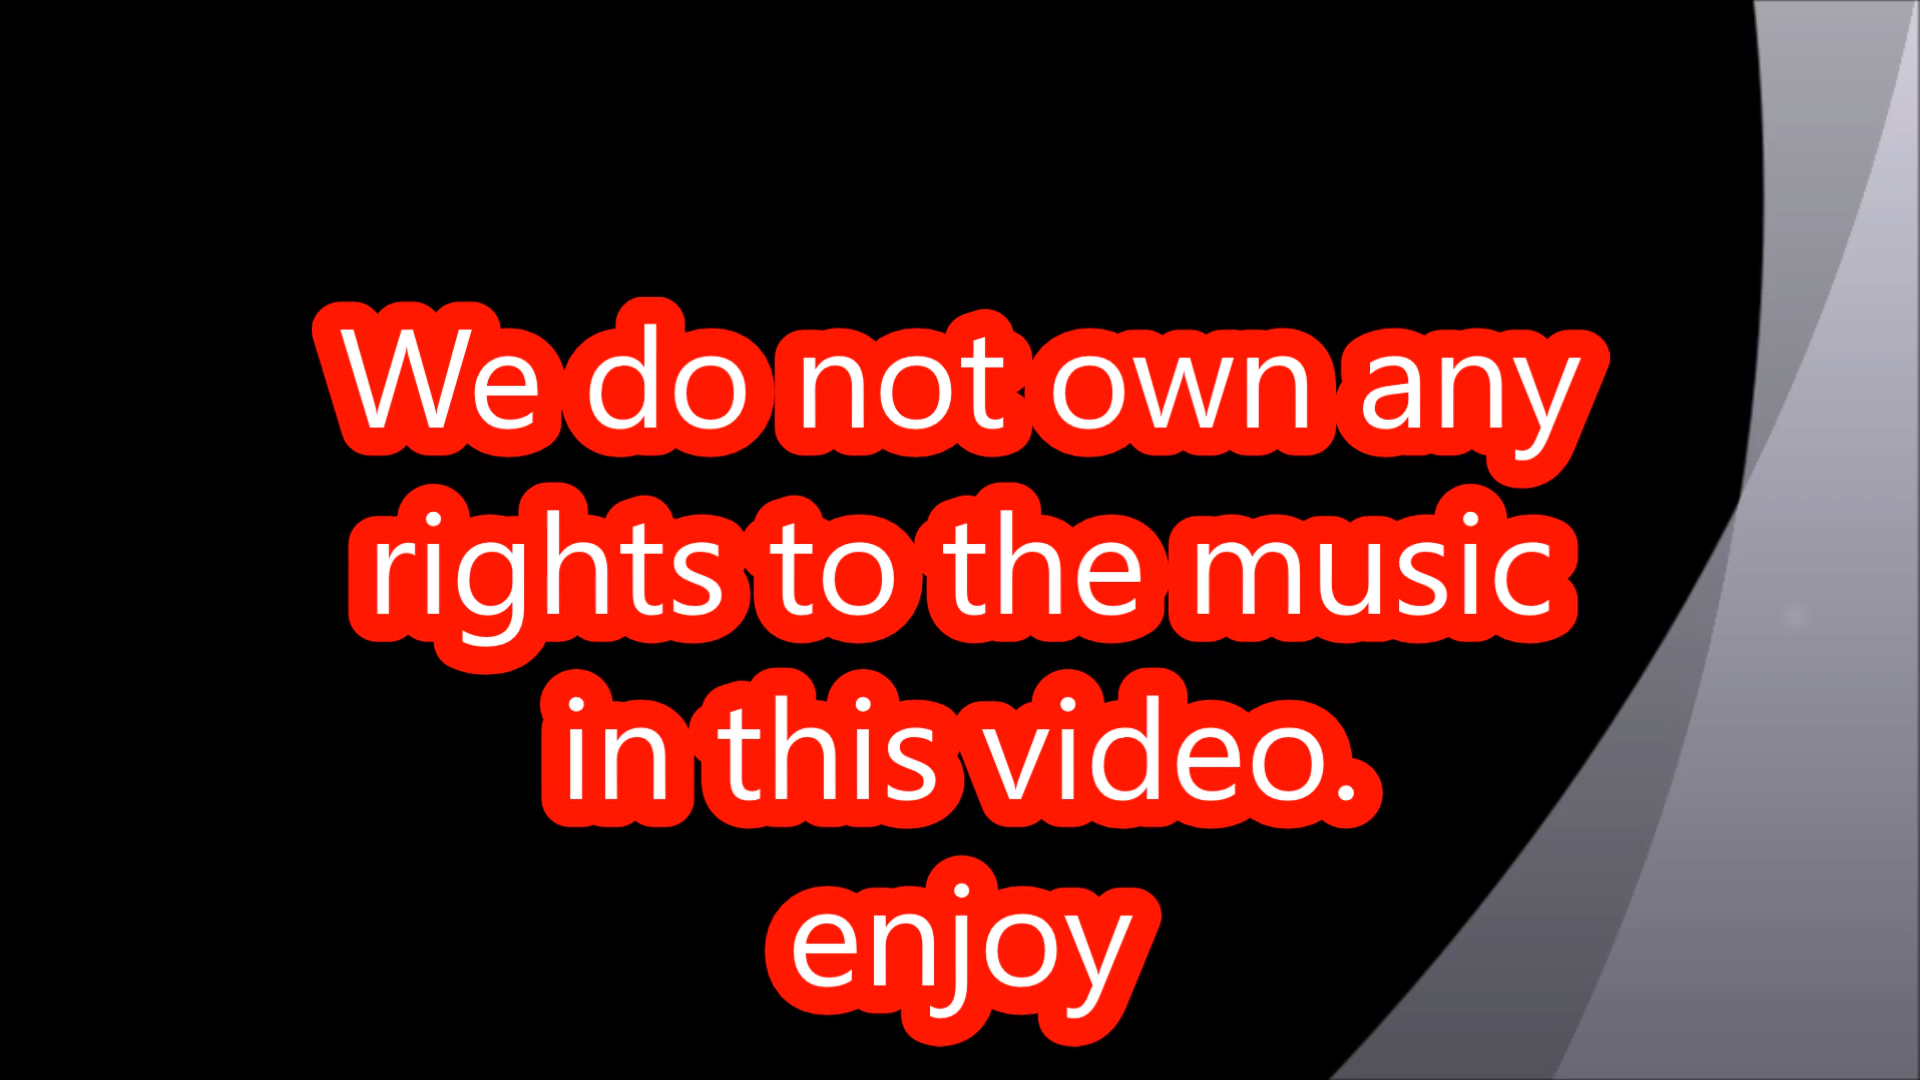 We do not own any
rights to the music
in this video.
enjoy